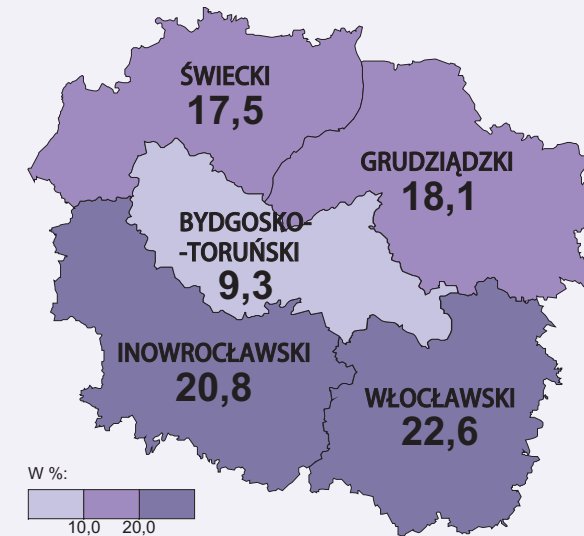 ŚWIECKI
17,5
GRUDZIĄDZKI
18,1
BYDGOSKO-
-TORUŃSKI
9,3
INOWROCŁAWSKI
20,8
WŁOCŁAWSKI
22,6
W %:
10,0 20,0